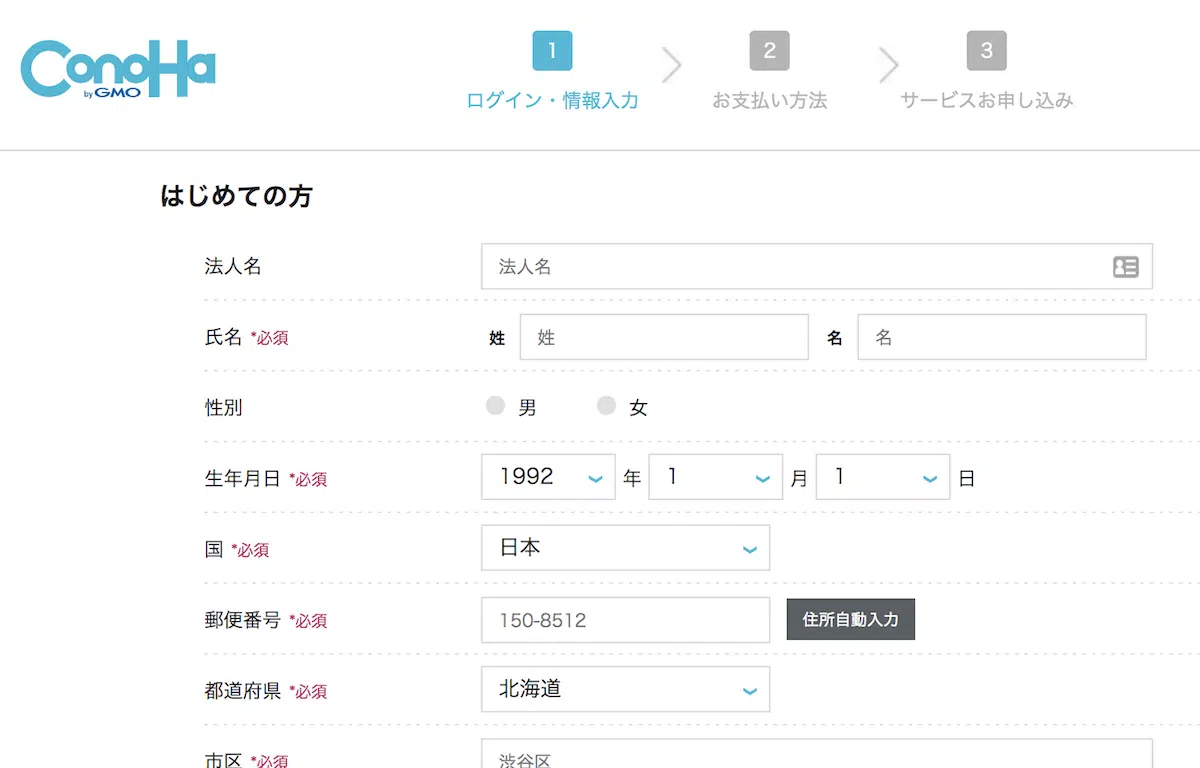 ConoHa
by GMO
1 2 3
ログイン・情報入力 お支払い方法 サービスお申し込み
はじめての方
法人名 法人名
氏名 *必須 姓 姓 名 名
性別 男 女
生年月日 *必須 1992 年 1 月 1 日
国 *必須 日本
郵便番号 *必須 150-8512 住所自動入力
都道府県 *必須 北海道
市区 *必須 渋谷区